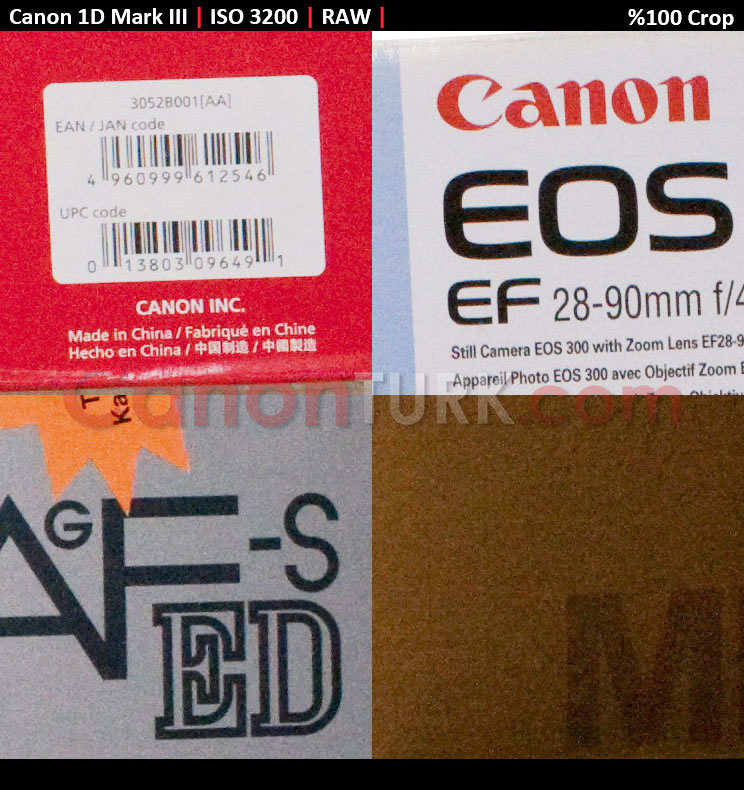 Canon 1D Mark III | ISO 3200 | RAW |
%100 Crop
3052B001[AA]
EAN / JAN code
4 960999 612546
UPC code
0 13803 09649 1
CANON INC.
Made in China / Fabriqué en Chine
Hecho en China / 中国制造 / 中國製造
Canon
EOS
EF 28-90mm f/4
Still Camera EOS 300 with Zoom Lens EF28-9
Appareil Photo EOS 300 avec Objectif Zoom E
CanonTURK.com
T
Ka
G
AF-S
ED
M